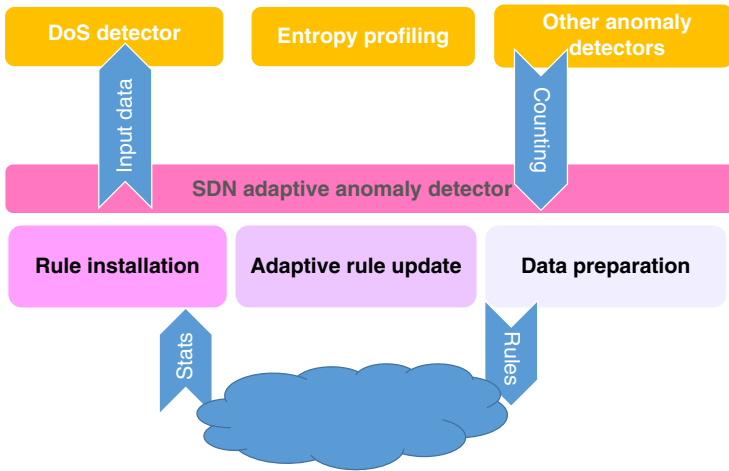 DoS detector
Entropy profiling
Other anomaly
detectors
Input data
Counting
SDN adaptive anomaly detector
Rule installation
Adaptive rule update
Data preparation
Stats
Rules